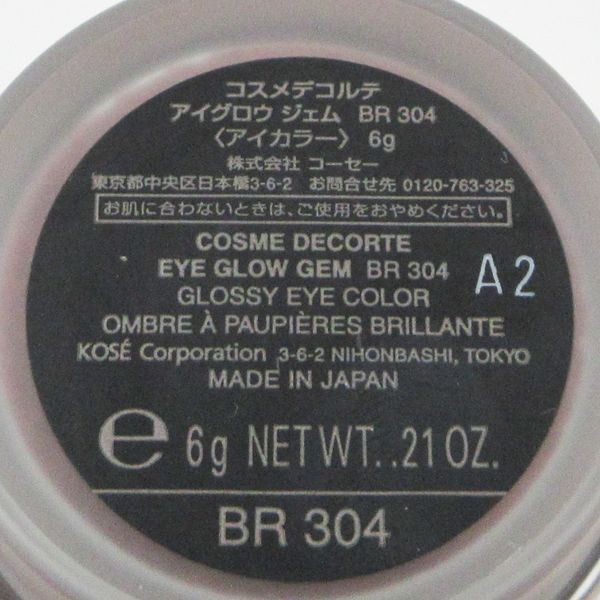 コスメデコルテ
アイグロウ ジェム BR 304
〈アイカラー〉 6g
株式会社 コーセー
東京都中央区日本橋3-6-2 お問合せ先 0120-763-325
お肌に合わないときは、ご使用をおやめください。
COSME DECORTE
EYE GLOW GEM BR 304
A2
GLOSSY EYE COLOR
OMBRE À PAUPIÈRES BRILLANTE
KOSÉ Corporation 3-6-2 NIHONBASHI, TOKYO
MADE IN JAPAN
e 6g NET WT. .21 OZ.
BR 304